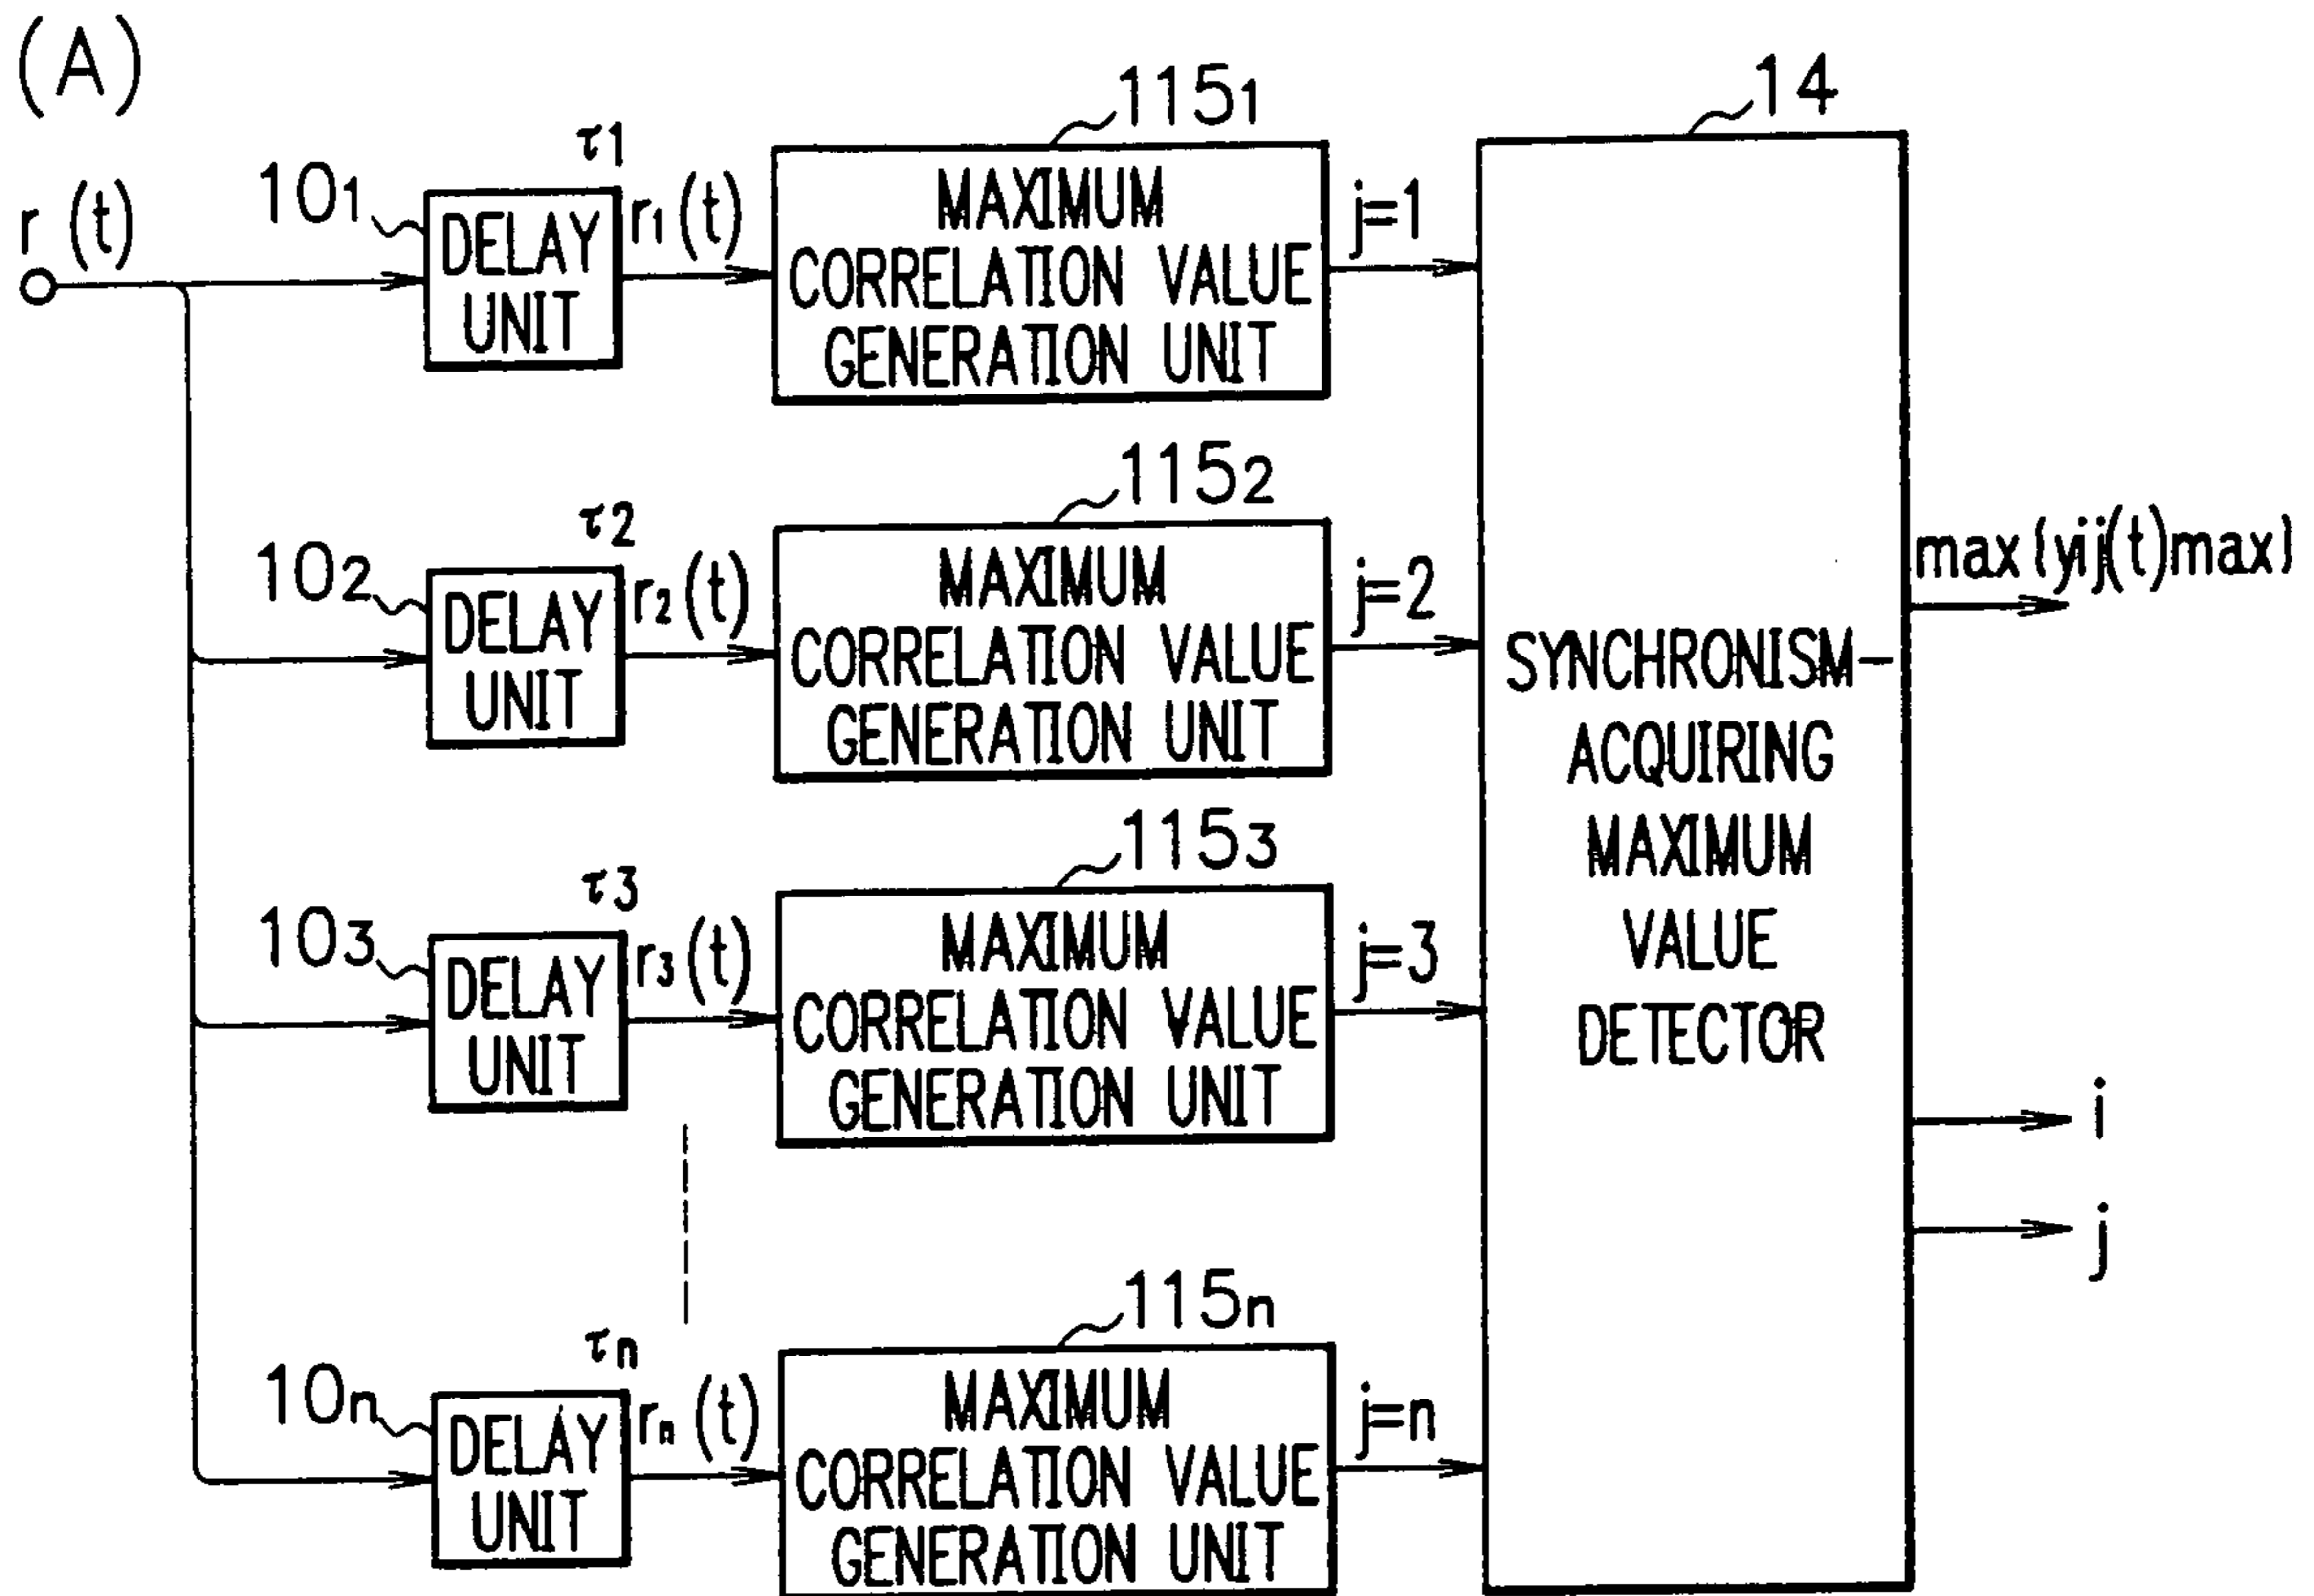 (A)
r (t)
10₁
τ1
DELAY
UNIT
r₁ (t)
115₁
MAXIMUM
CORRELATION VALUE
GENERATION UNIT
j=1
10₂
τ2
DELAY
UNIT
r₂ (t)
115₂
MAXIMUM
CORRELATION VALUE
GENERATION UNIT
j=2
10₃
τ3
DELAY
UNIT
r₃ (t)
115₃
MAXIMUM
CORRELATION VALUE
GENERATION UNIT
j=3
10n
τn
DELAY
UNIT
rn (t)
115n
MAXIMUM
CORRELATION VALUE
GENERATION UNIT
j=n
14
SYNCHRONISM-
ACQUIRING
MAXIMUM
VALUE
DETECTOR
max{yij(t)max}
i
j